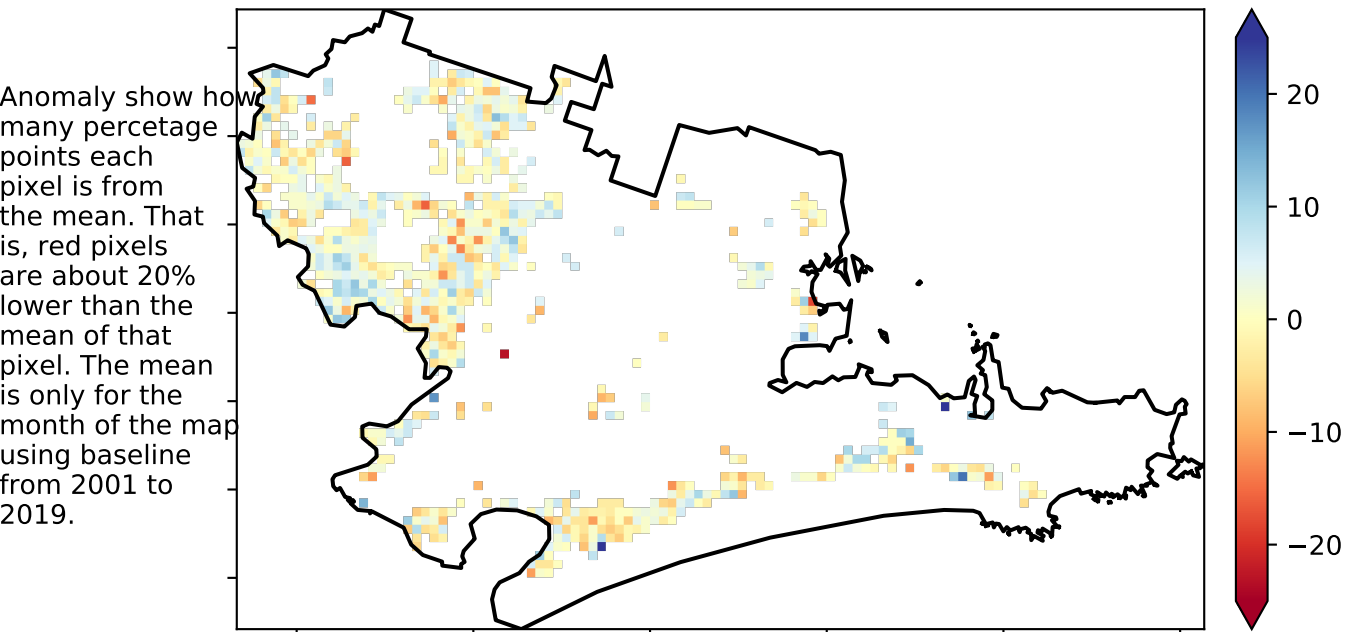 Anomaly show how
many percetage
points each
pixel is from
the mean. That
is, red pixels
are about 20%
lower than the
mean of that
pixel. The mean
is only for the
month of the map
using baseline
from 2001 to
2019.
20
10
0
−10
−20